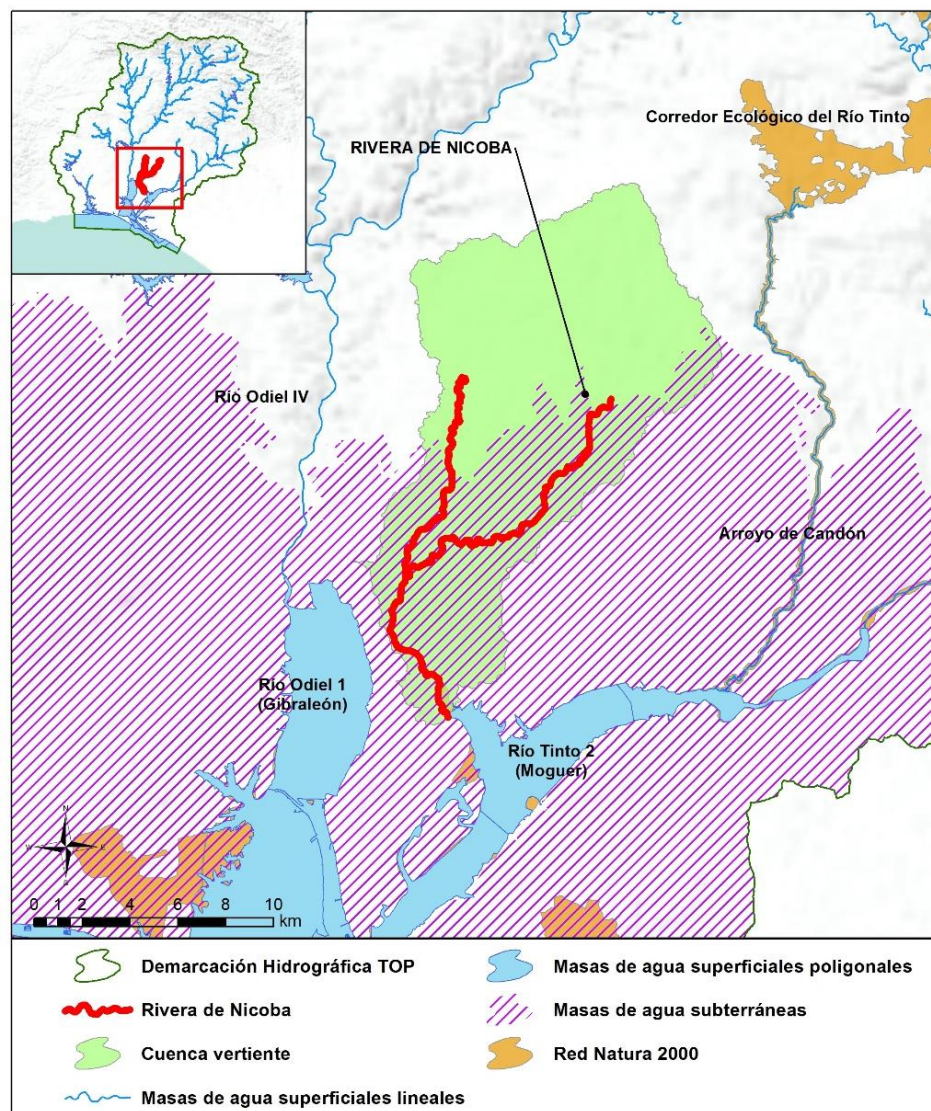 Corredor Ecológico del Río Tinto
RIVERA DE NICOBA
Río Odiel IV
Arroyo de Candón
Río Odiel 1
(Gibraleón)
Río Tinto 2
(Moguer)
N
W E
S
0 1 2 4 6 8 10
km
Demarcación Hidrográfica TOP
Masas de agua superficiales poligonales
Rivera de Nicoba
Masas de agua subterráneas
Cuenca vertiente
Red Natura 2000
Masas de agua superficiales lineales